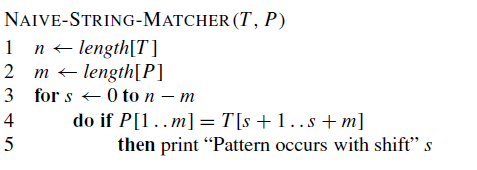 NAIVE-STRING-MATCHER(T, P)
1 n ← length[T]
2 m ← length[P]
3 for s ← 0 to n − m
4 do if P[1 . . m] = T[s + 1 . . s + m]
5 then print “Pattern occurs with shift” s